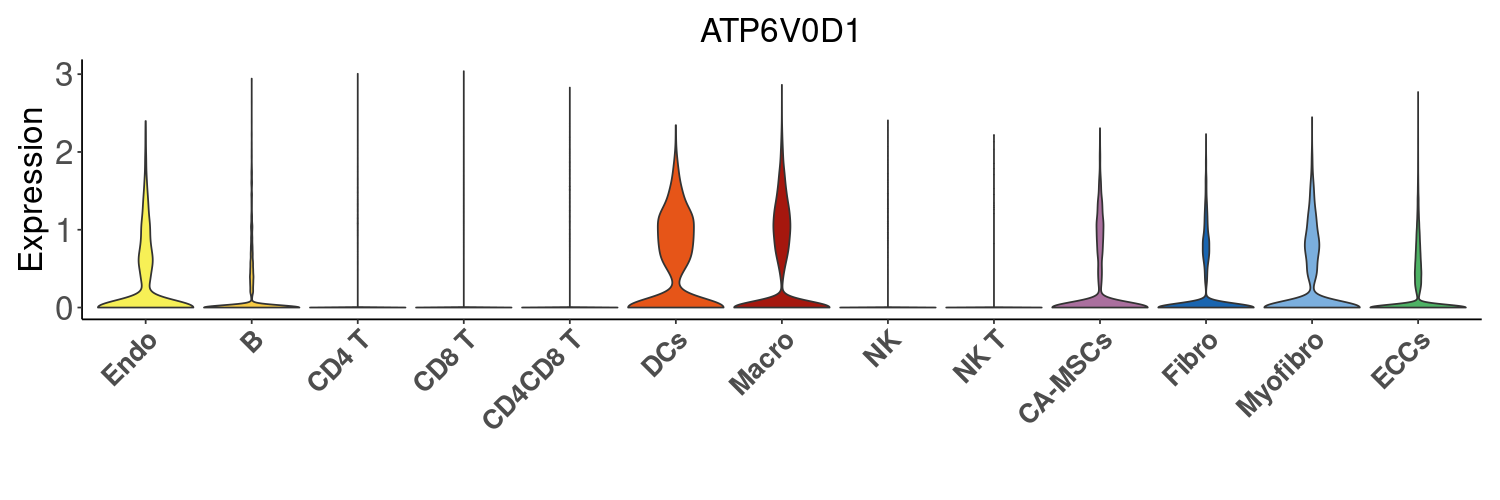 ATP6V0D1
Expression
3
2
1
0
Endo
B
CD4 T
CD8 T
CD4CD8 T
DCs
Macro
NK
NK T
CA-MSCs
Fibro
Myofibro
ECCs